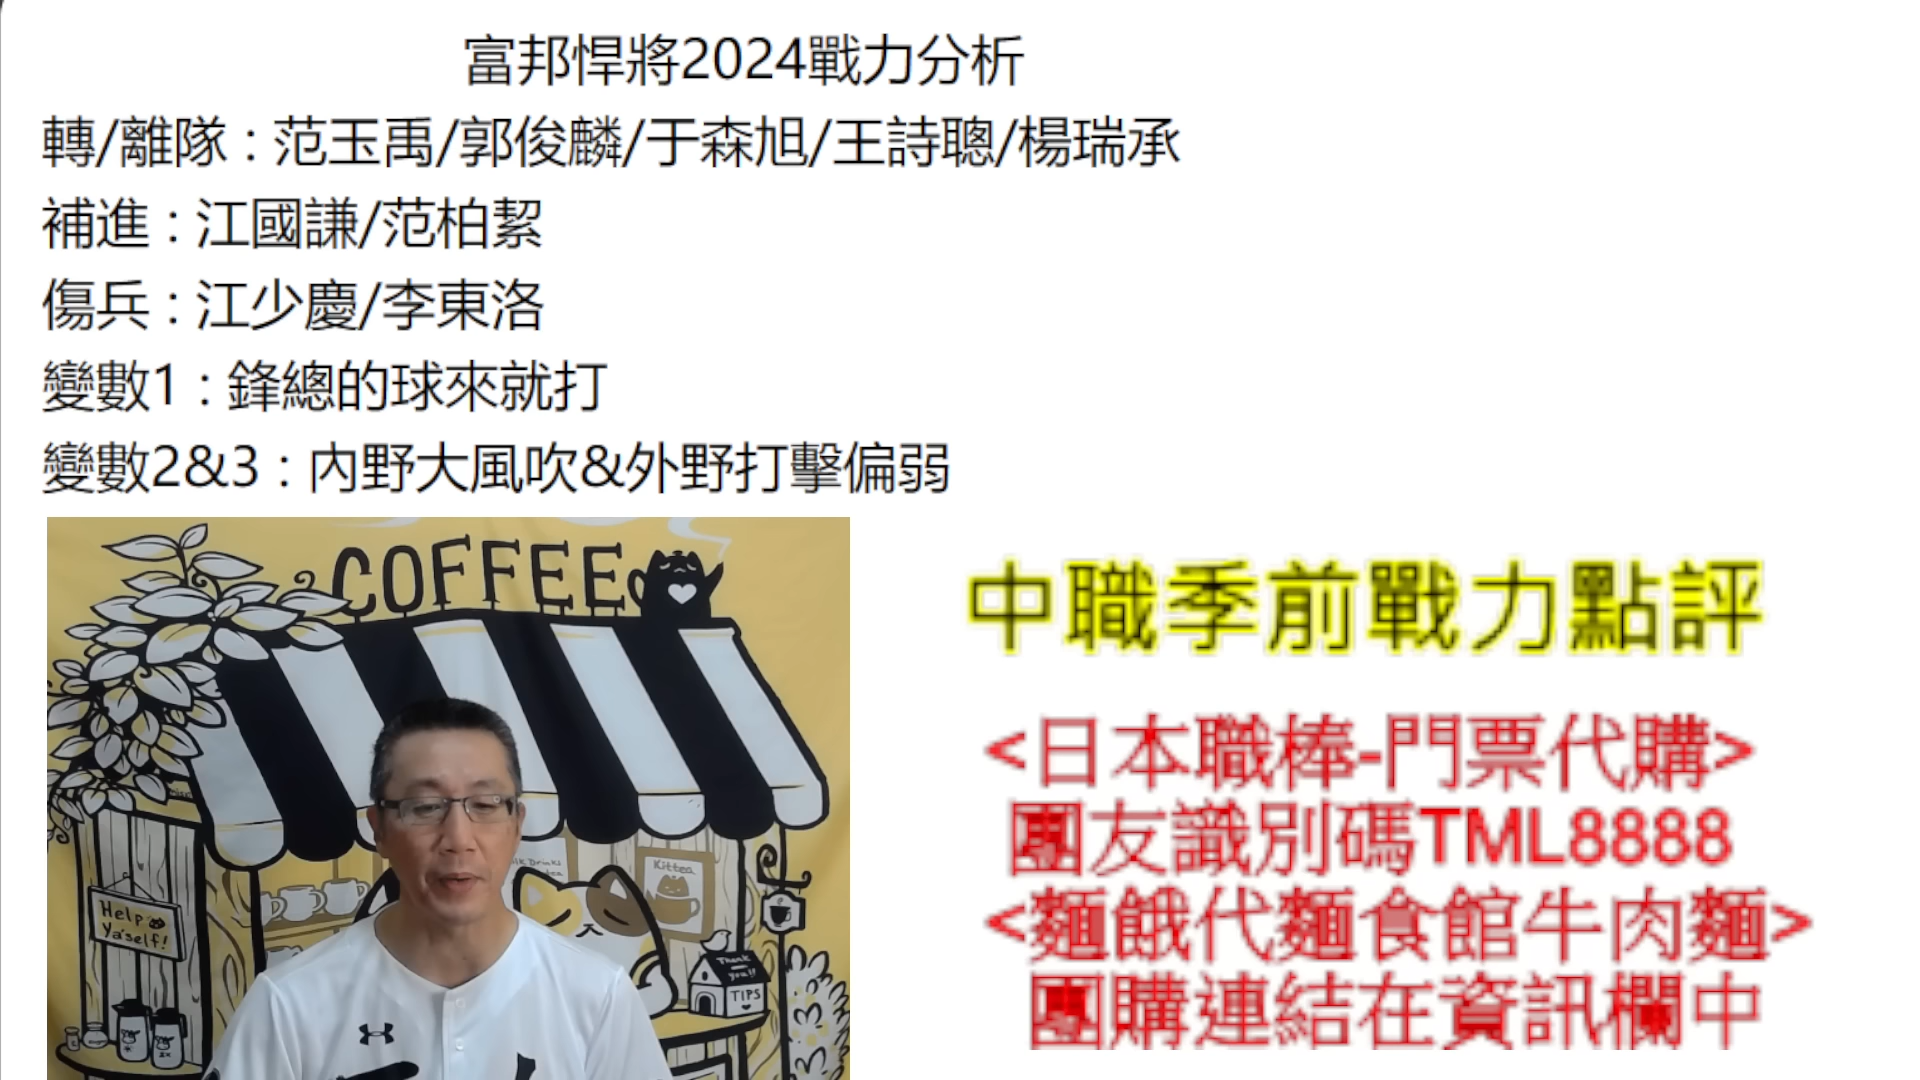 富邦悍將2024戰力分析
轉/離隊 : 范玉禹/郭俊麟/于森旭/王詩聰/楊瑞承
補進 : 江國謙/范柏絜
傷兵 : 江少慶/李東洺
變數1 : 鋒總的球來就打
變數2&3 : 內野大風吹&外野打擊偏弱
COFFEE
Kittea
Help
Ya'self!
Thank
you!!
TIPS
中職季前戰力點評
<日本職棒-門票代購>
團友識別碼TML8888
<麵餓代麵食館牛肉麵>
團購連結在資訊欄中